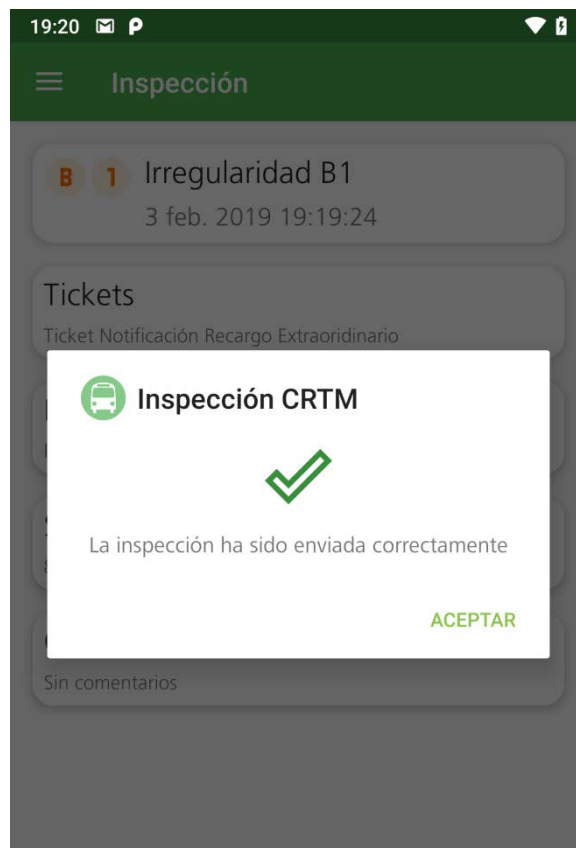 19:20
Inspección
B 1 Irregularidad B1
3 feb. 2019 19:19:24
Tickets
Ticket Notificación Recargo Extraoridinario
Inspección CRTM
La inspección ha sido enviada correctamente
ACEPTAR
Sin comentarios